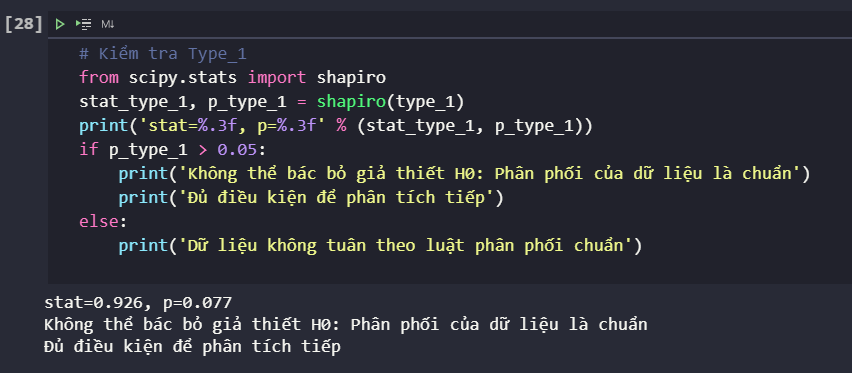 [28]
M↓
# Kiểm tra Type_1
from scipy.stats import shapiro
stat_type_1, p_type_1 = shapiro(type_1)
print('stat=%.3f, p=%.3f' % (stat_type_1, p_type_1))
if p_type_1 > 0.05:
    print('Không thể bác bỏ giả thiết H0: Phân phối của dữ liệu là chuẩn')
    print('Đủ điều kiện để phân tích tiếp')
else:
    print('Dữ liệu không tuân theo luật phân phối chuẩn')
stat=0.926, p=0.077
Không thể bác bỏ giả thiết H0: Phân phối của dữ liệu là chuẩn
Đủ điều kiện để phân tích tiếp